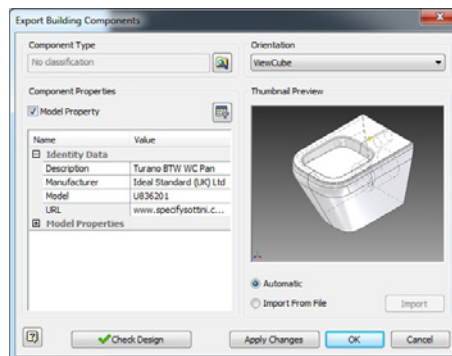 Export Building Components
Component Type
No classification
Orientation
ViewCube
Component Properties
Model Property
Name Value
Identity Data
Description Turano BTW WC Pan
Manufacturer Ideal Standard (UK) Ltd
Model U836201
URL www.specifysottini.c...
Model Properties
Thumbnail Preview
Automatic
Import From File
Import
Check Design
Apply Changes
OK
Cancel